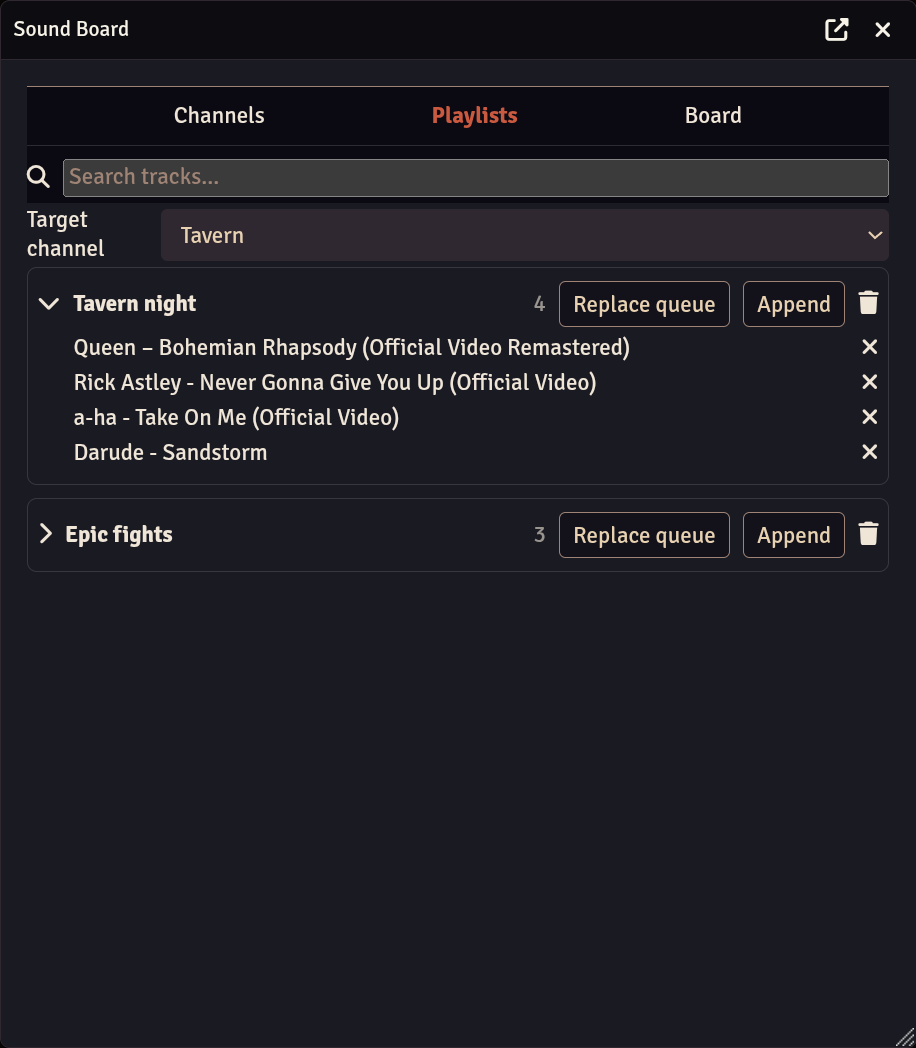 Sound Board
Channels Playlists Board
Search tracks...
Target
channel
Tavern
Tavern night 4 Replace queue Append
Queen – Bohemian Rhapsody (Official Video Remastered)
Rick Astley - Never Gonna Give You Up (Official Video)
a-ha - Take On Me (Official Video)
Darude - Sandstorm
Epic fights 3 Replace queue Append